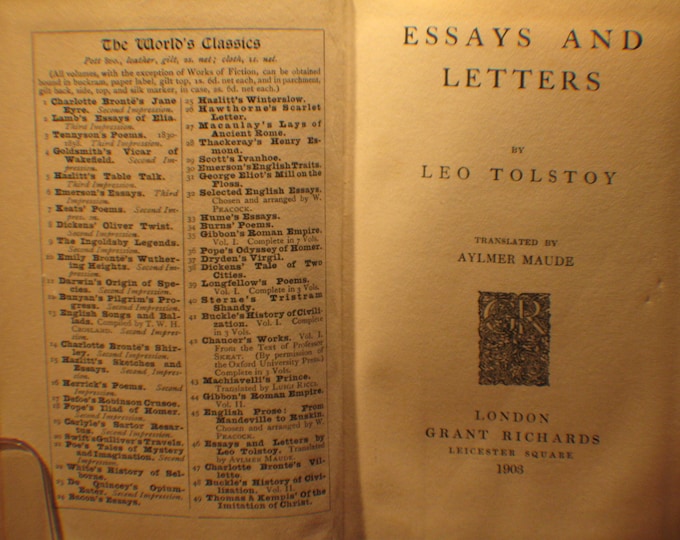 The World's Classics
Pott 8vo., leather, gilt, 2s. net; cloth, 1s. net.
(All volumes, with the exception of Works of Fiction, can be obtained
bound in buckram, paper label, gilt top, 1s. 6d. net each, and in parchment,
gilt back, side, top, and silk marker, in case, 2s. 6d. net each.)
1 Charlotte Brontë's Jane
Eyre. Second Impression.
2 Lamb's Essays of Elia.
Third Impression.
3 Tennyson's Poems. 1830-
1858. Third Impression.
4 Goldsmith's Vicar of
Wakefield. Second Im-
pression.
5 Hazlitt's Table Talk.
Third Impression.
6 Emerson's Essays. Third
Impression.
7 Keats' Poems. Second Im-
pression.
8 Dickens' Oliver Twist.
Second Impression.
9 The Ingoldsby Legends.
Second Impression.
10 Emily Brontë's Wuther-
ing Heights. Second Im-
pression.
11 Darwin's Origin of Spe-
cies. Second Impression.
12 Bunyan's Pilgrim's Pro-
gress. Second Impression.
13 English Songs and Bal-
lads. Compiled by T. W. H.
CROSLAND. Second Impres-
sion.
14 Charlotte Brontë's Shir-
ley. Second Impression.
15 Hazlitt's Sketches and
Essays. Second Impres-
sion.
16 Herrick's Poems. Second
Impression.
17 Defoe's Robinson Crusoe.
18 Pope's Iliad of Homer.
Second Impression.
19 Carlyle's Sartor Resar-
tus. Second Impression.
20 Swift's Gulliver's Travels.
21 Poe's Tales of Mystery
and Imagination. Second
Impression.
22 White's History of Sel-
borne.
23 De Quincey's Opium-
Eater. Second Impression.
24 Bacon's Essays.
25 Hazlitt's Winterslow.
26 Hawthorne's Scarlet
Letter.
27 Macaulay's Lays of
Ancient Rome.
28 Thackeray's Henry Es-
mond.
29 Scott's Ivanhoe.
30 Emerson's English Traits.
31 George Eliot's Mill on the
Floss.
32 Selected English Essays.
Chosen and arranged by W.
PEACOCK.
33 Hume's Essays.
34 Burns' Poems.
35 Gibbon's Roman Empire.
Vol. I. Complete in 7 Vols.
36 Pope's Odyssey of Homer.
37 Dryden's Virgil.
38 Dickens' Tale of Two
Cities.
39 Longfellow's Poems.
Vol. I. Complete in 3 Vols.
40 Sterne's Tristram
Shandy.
41 Buckle's History of Civili-
zation. Vol. I. Complete
in 3 Vols.
42 Chaucer's Works. Vol. I.
From the Text of Professor
SKEAT. (By permission of
the Oxford University Press)
Complete in 3 Vols.
43 Machiavelli's Prince.
Translated by LUIGI RICCI.
44 Gibbon's Roman Empire.
Vol. II.
45 English Prose: From
Mandeville to Ruskin.
Chosen and arranged by W.
PEACOCK.
46 Essays and Letters by
Leo Tolstoy. Translated
by AYLMER MAUDE.
47 Charlotte Brontë's Vil-
lette.
48 Buckle's History of Civi-
lization. Vol. II.
49 Thomas à Kempis' Of the
Imitation of Christ.
ESSAYS AND
LETTERS
BY
LEO TOLSTOY
TRANSLATED BY
AYLMER MAUDE
GR
LONDON
GRANT RICHARDS
LEICESTER SQUARE
1903